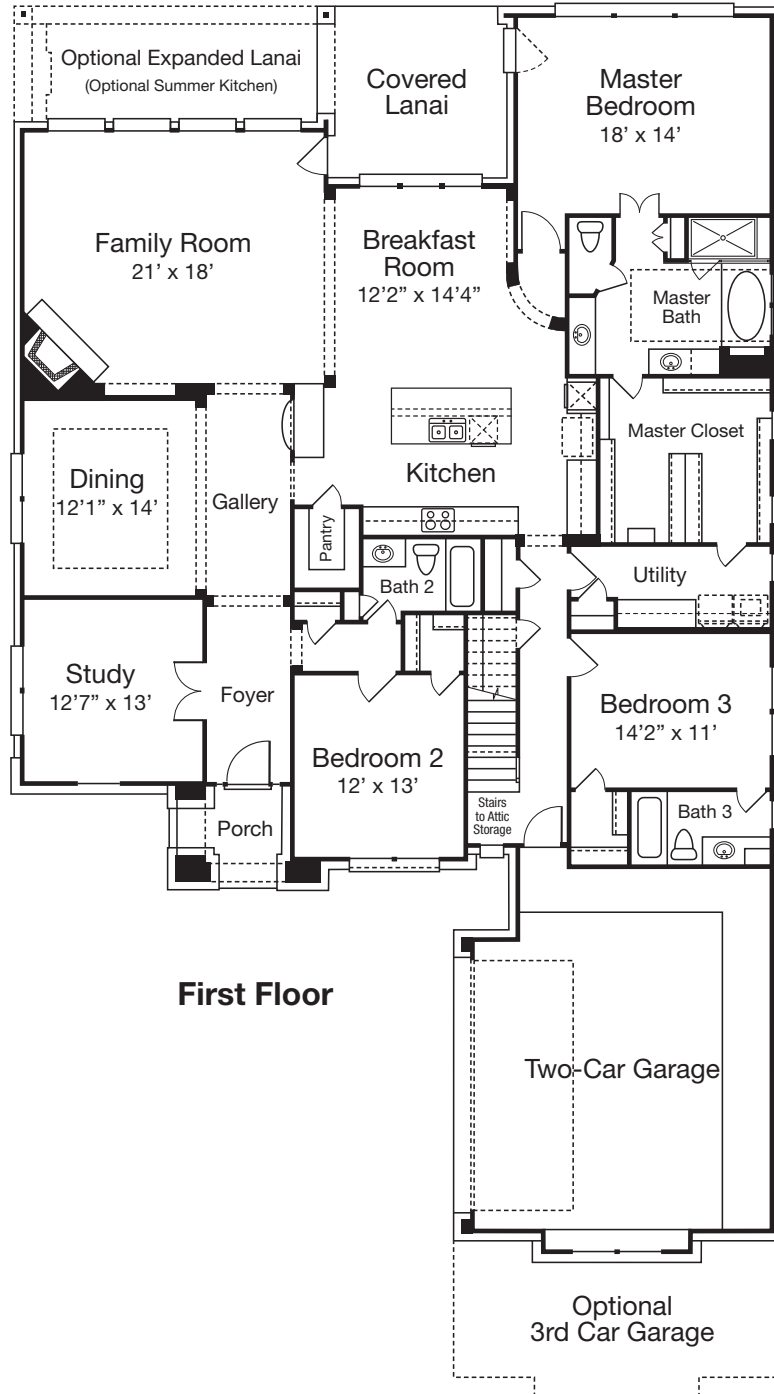 Optional Expanded Lanai
(Optional Summer Kitchen)
Covered
Lanai
Master
Bedroom
18' x 14'
Family Room
21' x 18'
Breakfast
Room
12'2” x 14'4”
Master
Bath
Dining
12'1” x 14'
Gallery
Kitchen
Master Closet
Pantry
Bath 2
Utility
Study
12'7” x 13'
Foyer
Bedroom 2
12' x 13'
Bedroom 3
14'2” x 11'
Porch
Stairs
to Attic
Storage
Bath 3
First Floor
Two-Car Garage
Optional
3rd Car Garage